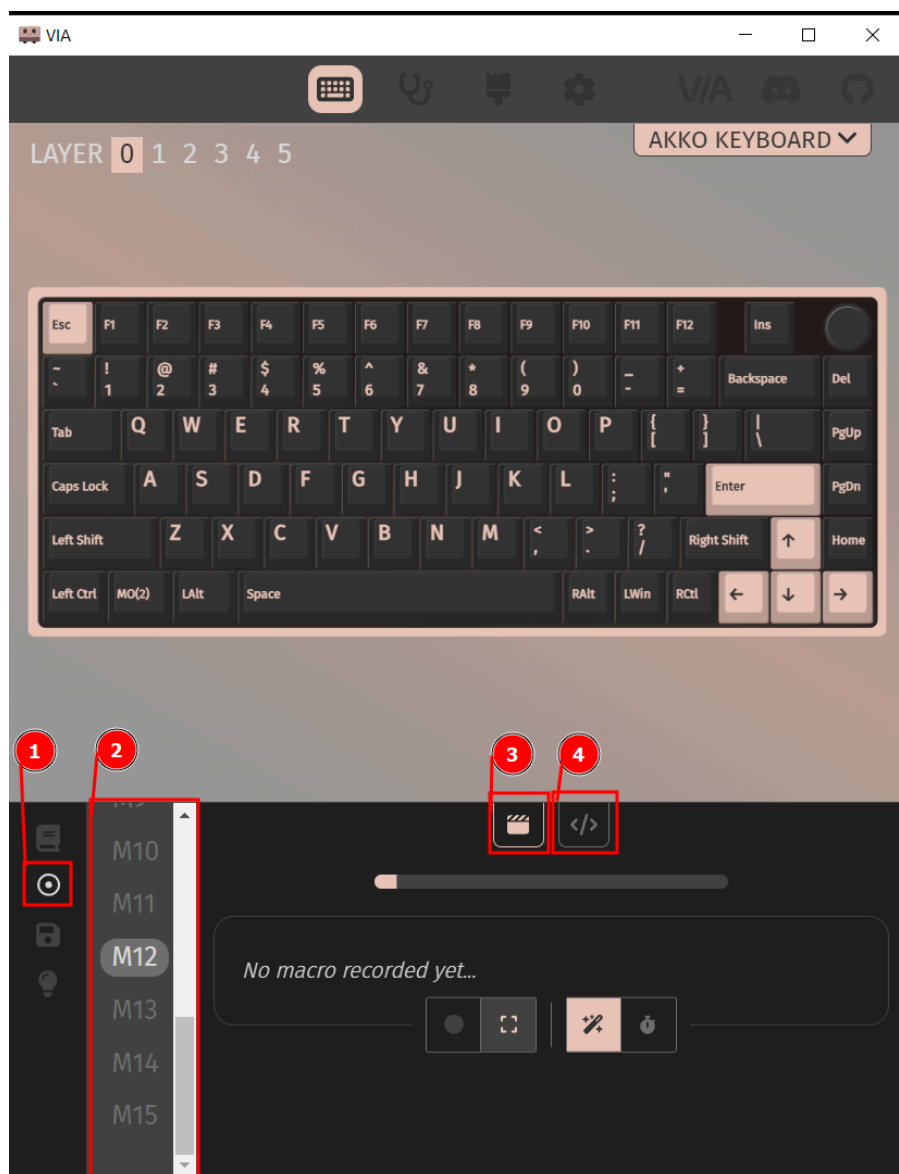 VIA
VIA
LAYER 0 1 2 3 4 5
AKKO KEYBOARD
Esc F1 F2 F3 F4 F5 F6 F7 F8 F9 F10 F11 F12 Ins
~ ! @ # $ % ^ & * ( ) _ +
` 1 2 3 4 5 6 7 8 9 0 - = Backspace Del
Tab Q W E R T Y U I O P { } | PgUp
[ ] \
Caps Lock A S D F G H J K L : " Enter PgDn
; '
Left Shift Z X C V B N M < > ? Right Shift ↑ Home
, . /
Left Ctrl MO(2) LAlt Space RAlt LWin RCtl ← ↓ →
1 2 3 4
M10
M11
M12
M13
M14
M15
</>
No macro recorded yet...